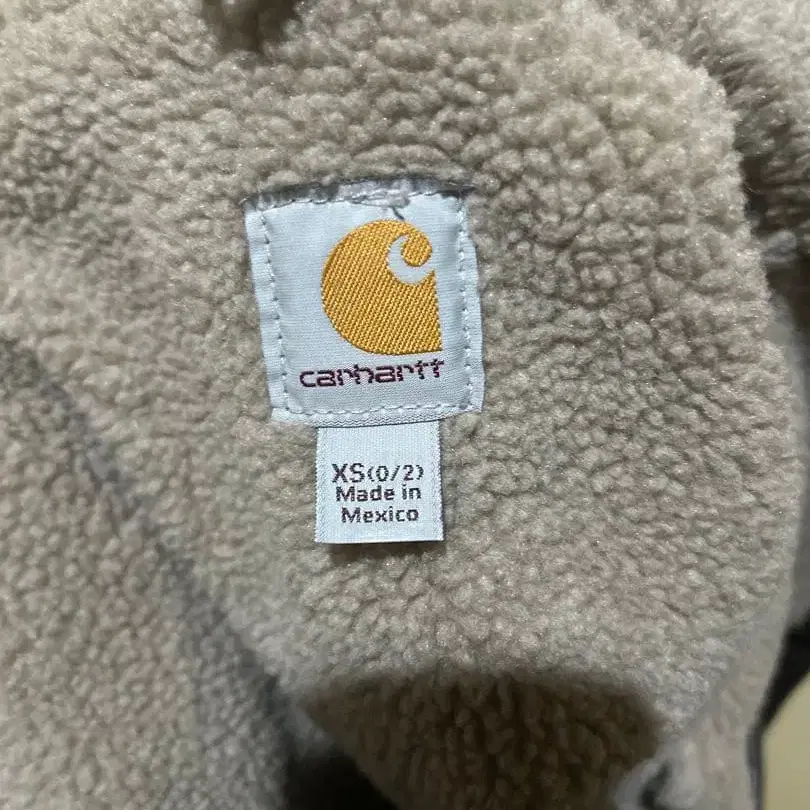 carhartt
XS(0/2)
Made in
Mexico